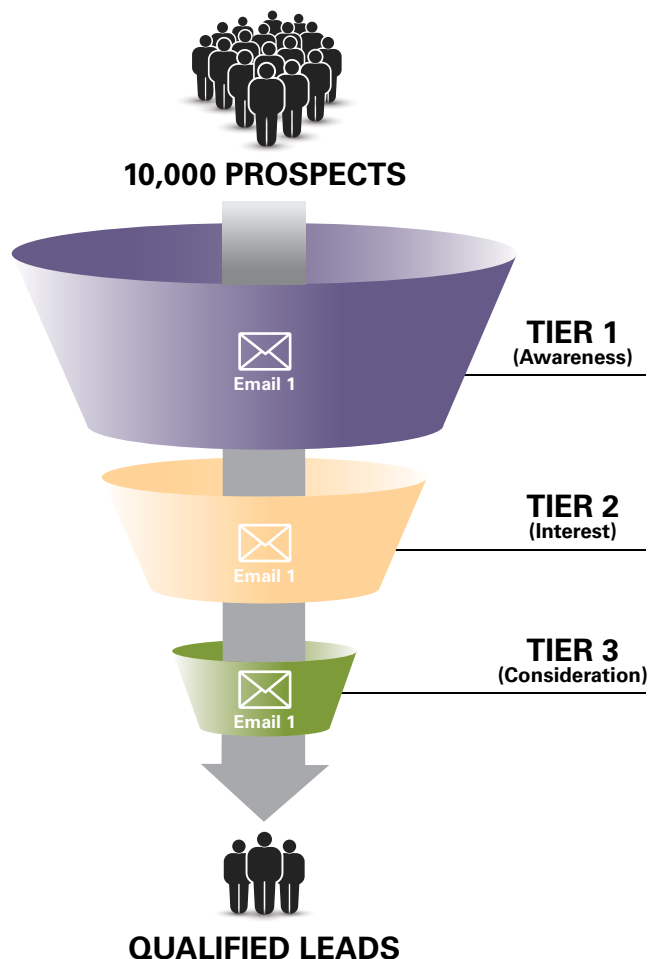 10,000 PROSPECTS
TIER 1
(Awareness)
Email 1
TIER 2
(Interest)
Email 1
TIER 3
(Consideration)
Email 1
QUALIFIED LEADS